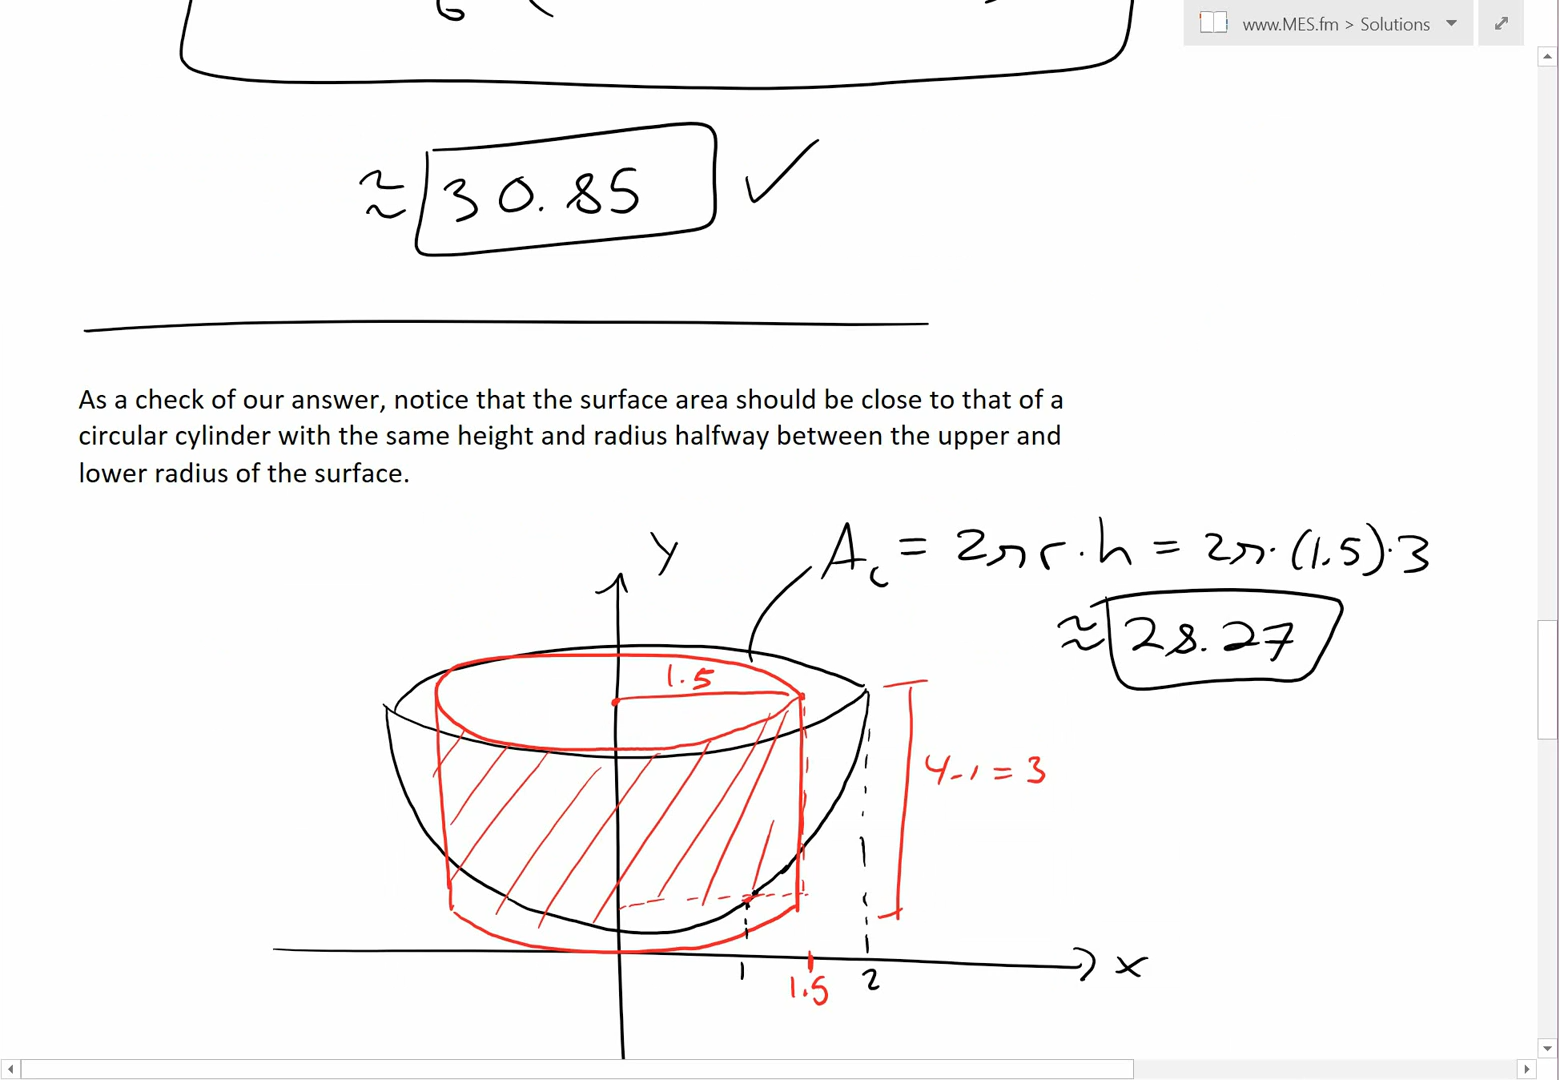 www.MES.fm > Solutions
≈ 30.85 ✓
As a check of our answer, notice that the surface area should be close to that of a
circular cylinder with the same height and radius halfway between the upper and
lower radius of the surface.
y
A_c = 2πr·h = 2π·(1.5)·3
≈ 28.27
1.5
4-1=3
x
1
1.5
2